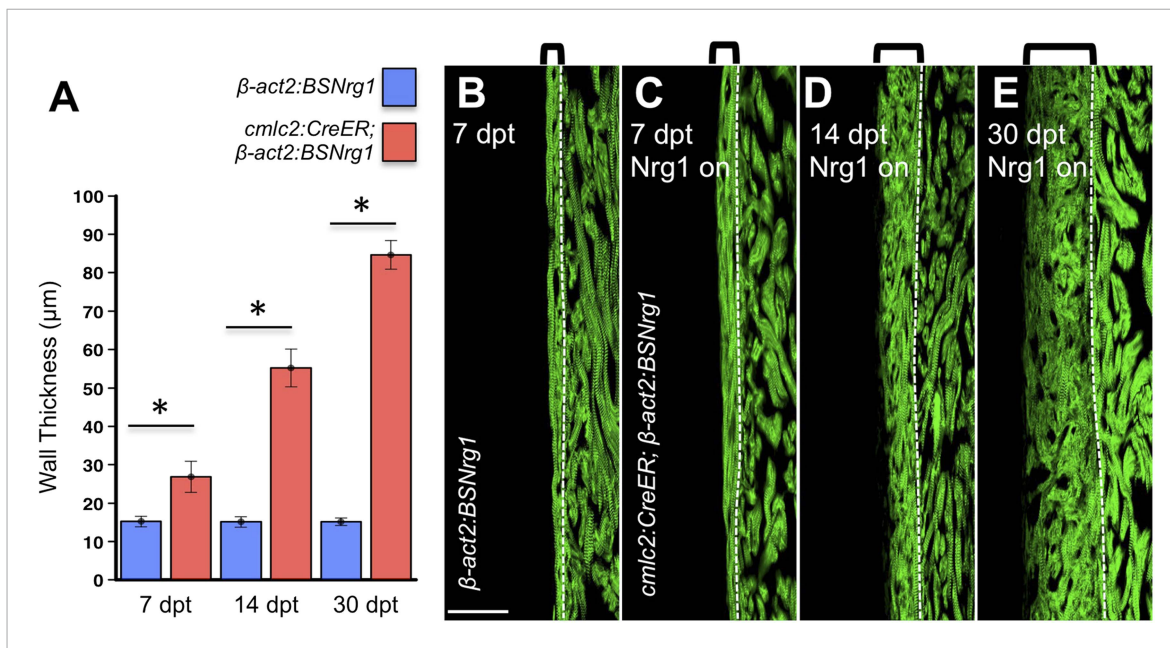 A
β-act2:BSNrg1
cmlc2:CreER;
β-act2:BSNrg1
Wall Thickness (µm)
100
90
80
70
60
50
40
30
20
10
0
*
*
*
7 dpt
14 dpt
30 dpt
B
7 dpt
β-act2:BSNrg1
C
7 dpt
Nrg1 on
cmlc2:CreER; β-act2:BSNrg1
D
14 dpt
Nrg1 on
E
30 dpt
Nrg1 on